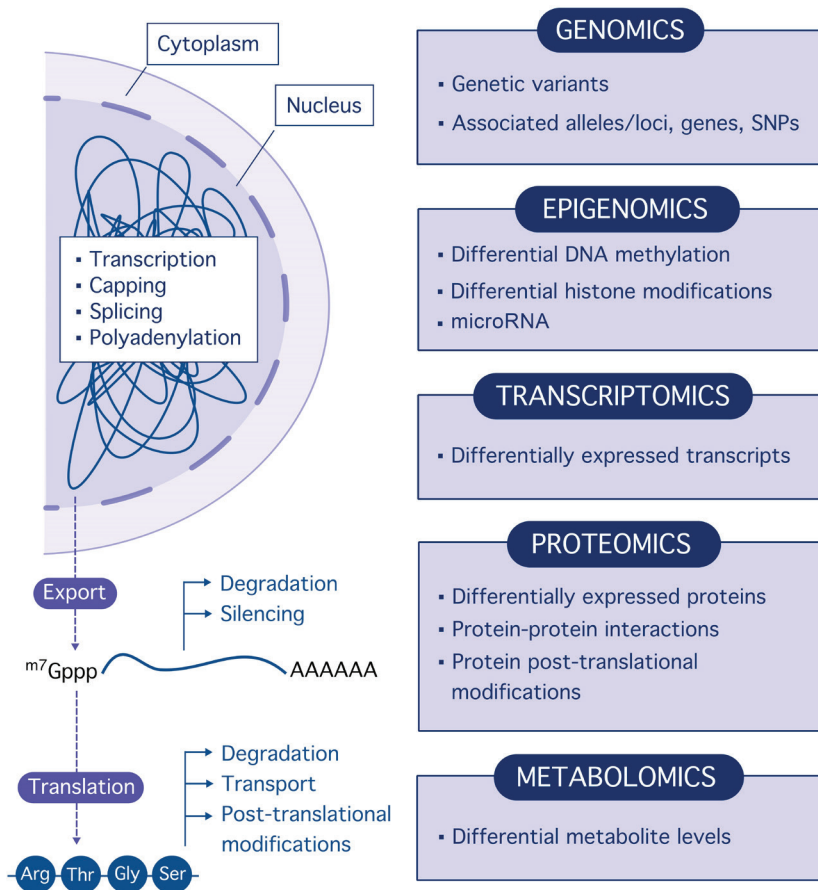 Cytoplasm
Nucleus
▪ Transcription
▪ Capping
▪ Splicing
▪ Polyadenylation
Export
▪ Degradation
▪ Silencing
m7Gppp
AAAAAA
Translation
Degradation
Transport
Post-translational
modifications
Arg Thr Gly Ser
GENOMICS
▪ Genetic variants
▪ Associated alleles/loci, genes, SNPs
EPIGENOMICS
▪ Differential DNA methylation
▪ Differential histone modifications
▪ microRNA
TRANSCRIPTOMICS
▪ Differentially expressed transcripts
PROTEOMICS
▪ Differentially expressed proteins
▪ Protein-protein interactions
▪ Protein post-translational
modifications
METABOLOMICS
▪ Differential metabolite levels